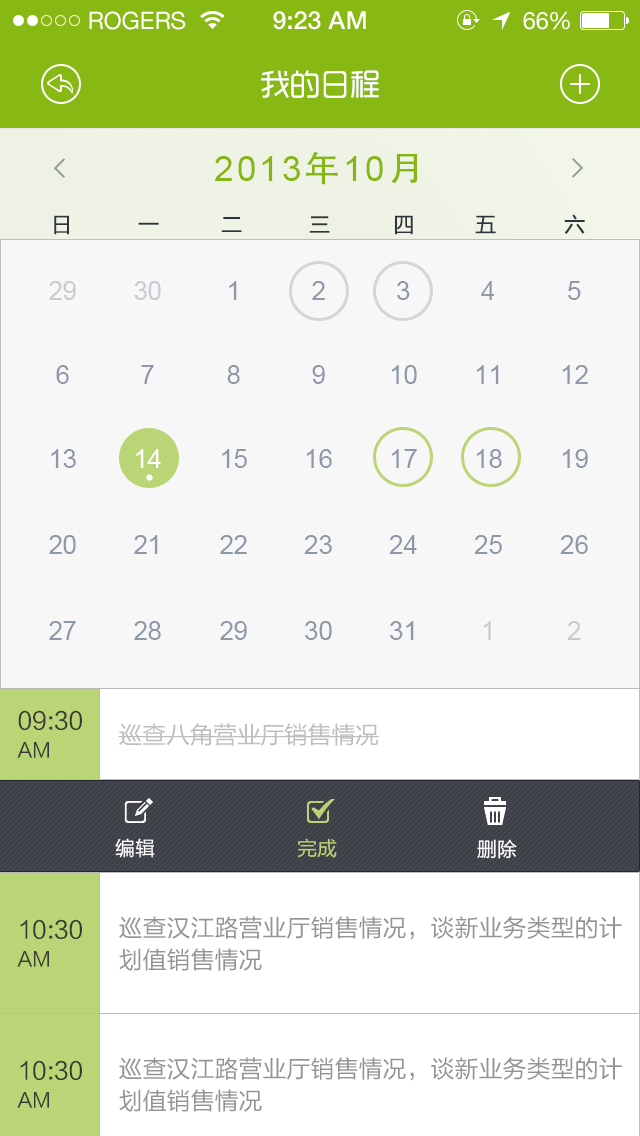 ROGERS 9:23 AM 66%
我的日程
2013年10月
日 一 二 三 四 五 六
29 30 1 2 3 4 5
6 7 8 9 10 11 12
13 14 15 16 17 18 19
20 21 22 23 24 25 26
27 28 29 30 31 1 2
09:30
AM
巡查八角营业厅销售情况
编辑 完成 删除
10:30
AM
巡查汉江路营业厅销售情况，谈新业务类型的计
划值销售情况
10:30
AM
巡查汉江路营业厅销售情况，谈新业务类型的计
划值销售情况